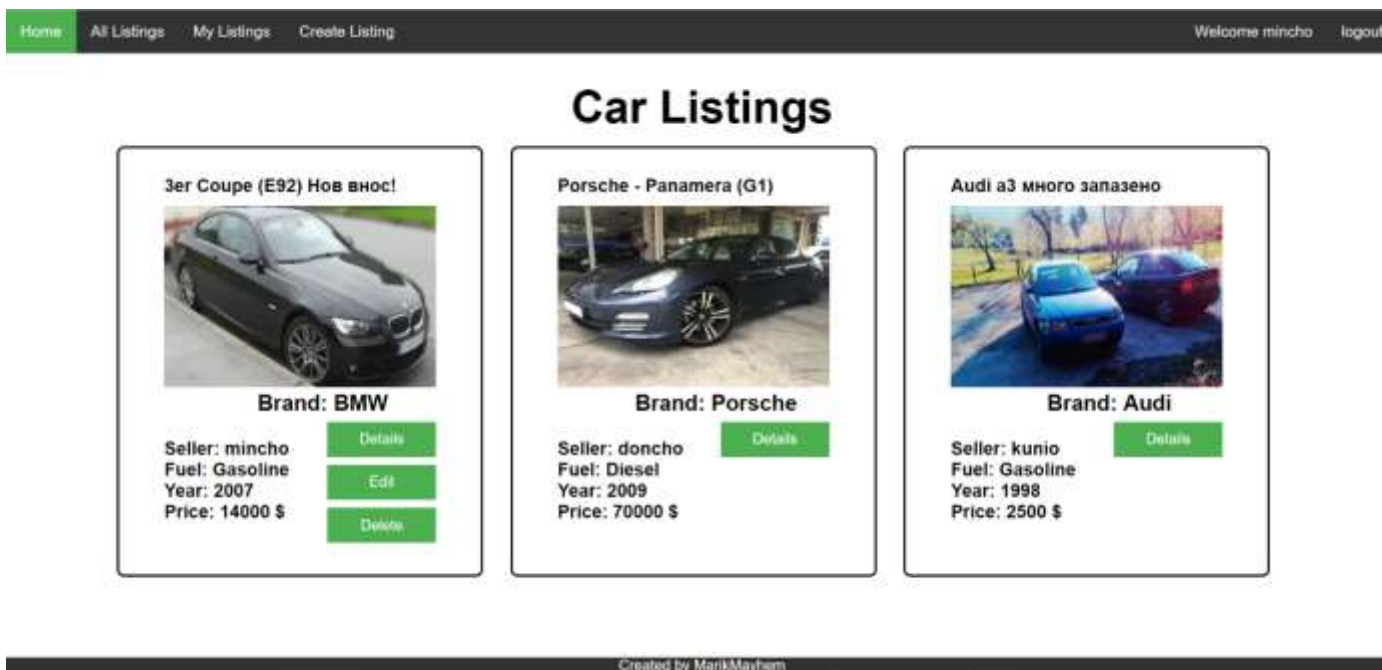 Home All Listings My Listings Create Listing Welcome mincho logout
Car Listings
3er Coupe (E92) Нов внос!
Brand: BMW
Seller: mincho
Fuel: Gasoline
Year: 2007
Price: 14000 $
Details
Edit
Delete
Porsche - Panamera (G1)
Brand: Porsche
Seller: doncho
Fuel: Diesel
Year: 2009
Price: 70000 $
Details
Audi a3 много запазено
Brand: Audi
Seller: kunio
Fuel: Gasoline
Year: 1998
Price: 2500 $
Details
Created by MarikMayhem